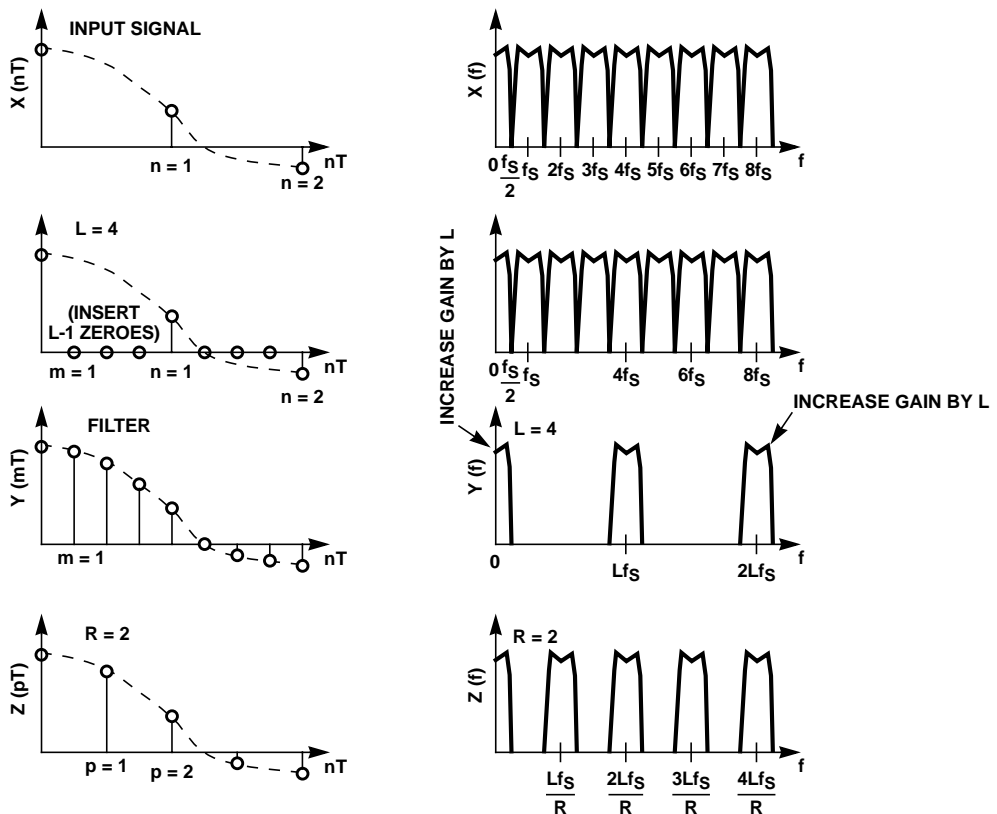 INPUT SIGNAL
X (nT)
n = 1
n = 2
nT
X (f)
0 fS/2 fS 2fS 3fS 4fS 5fS 6fS 7fS 8fS
f
L = 4
(INSERT
L-1 ZEROES)
m = 1
n = 1
n = 2
nT
INCREASE GAIN BY L
0 fS/2 fS 4fS 6fS 8fS
f
FILTER
Y (mT)
m = 1
nT
L = 4
INCREASE GAIN BY L
Y (f)
0 LfS 2LfS
f
R = 2
Z (pT)
p = 1
p = 2
nT
R = 2
Z (f)
f
LfS/R 2LfS/R 3LfS/R 4LfS/R